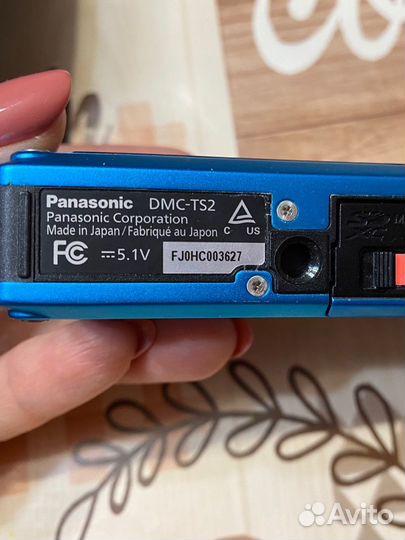 Panasonic DMC-TS2
Panasonic Corporation
Made in Japan / Fabriqué au Japon
C US
FC 5.1V FJ0HC003627
Avito